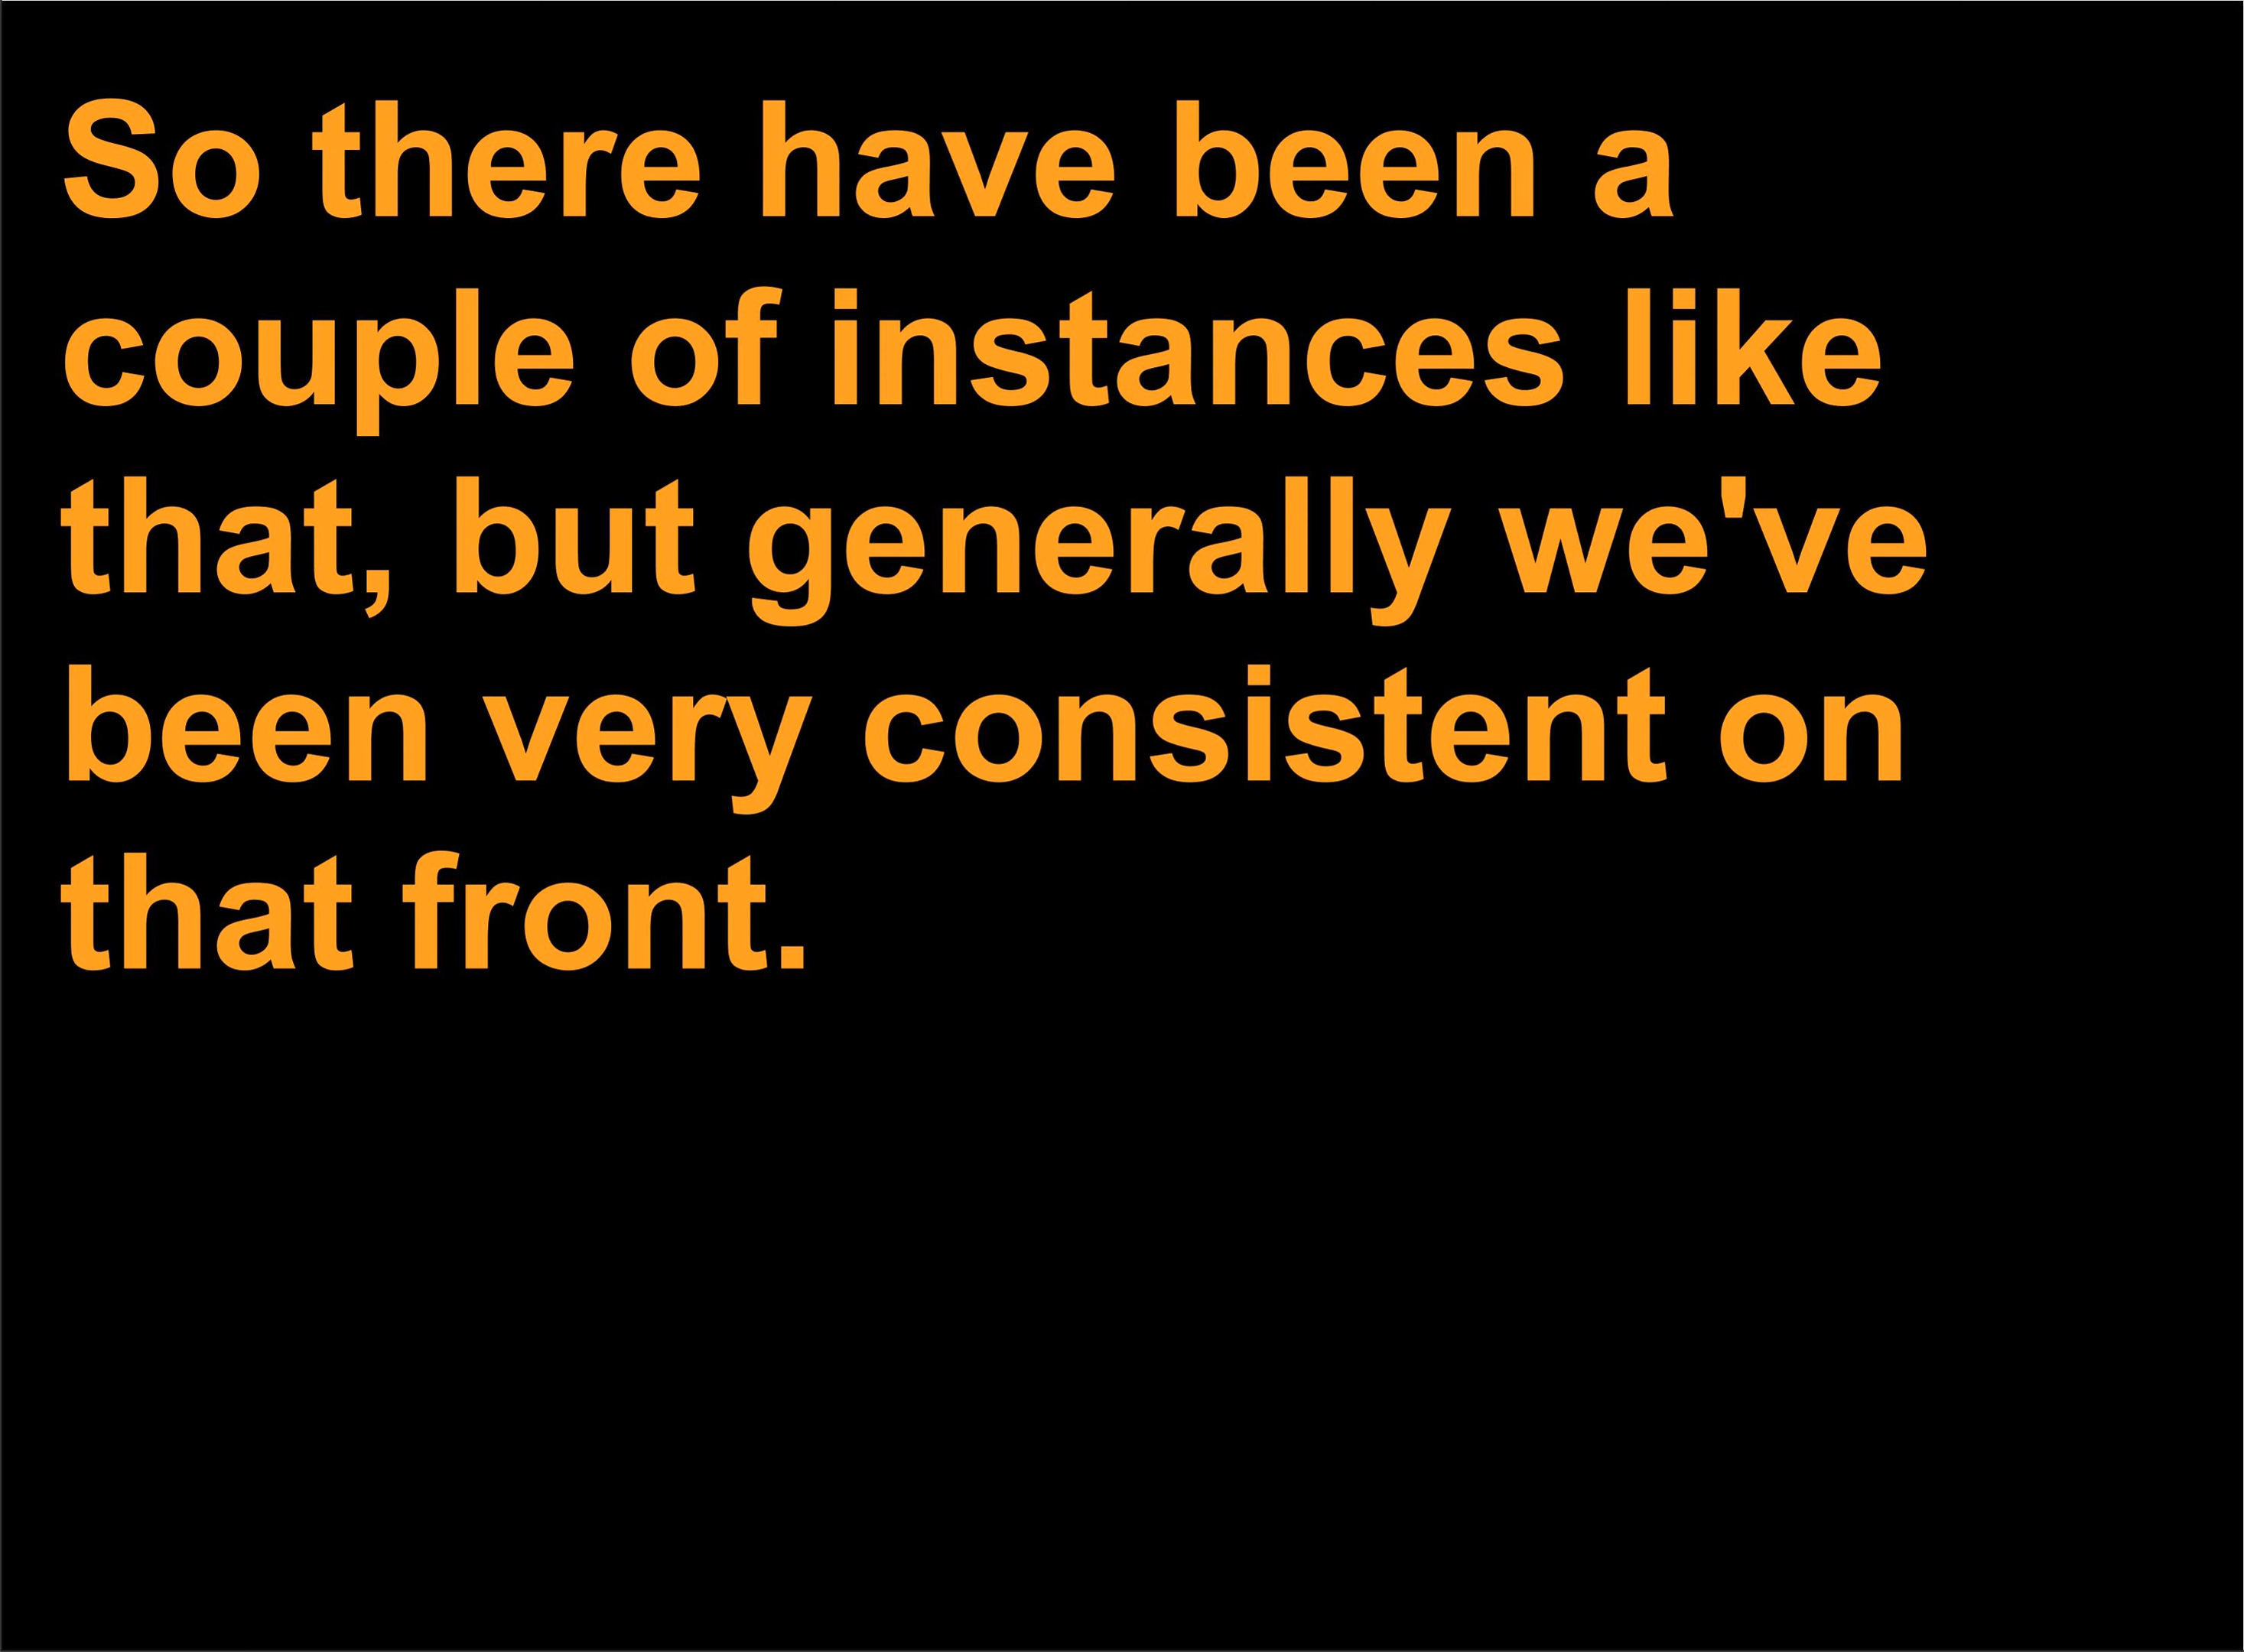 So there have been a
couple of instances like
that, but generally we've
been very consistent on
that front.